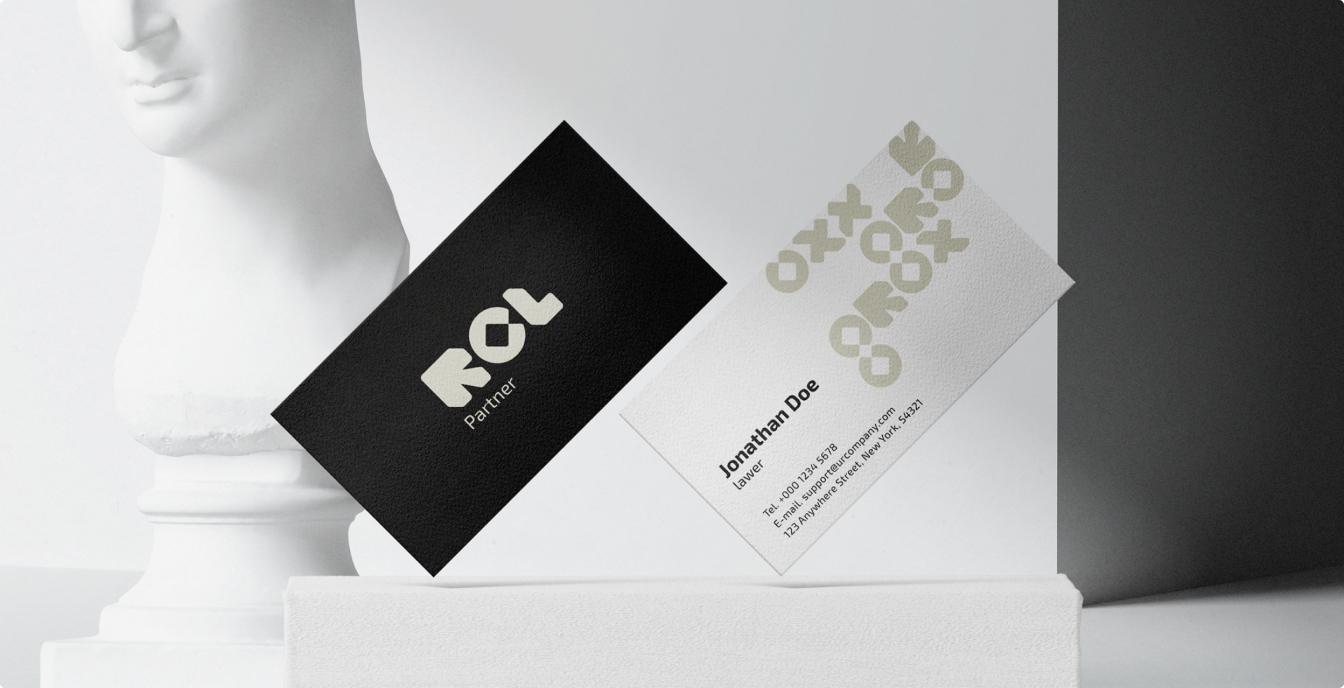 ROL
Partner
Jonathan Doe
lawer
Tel. +000 1234 5678
E-mail. support@urcompany.com
123 Anywhere Street, New York, 54321